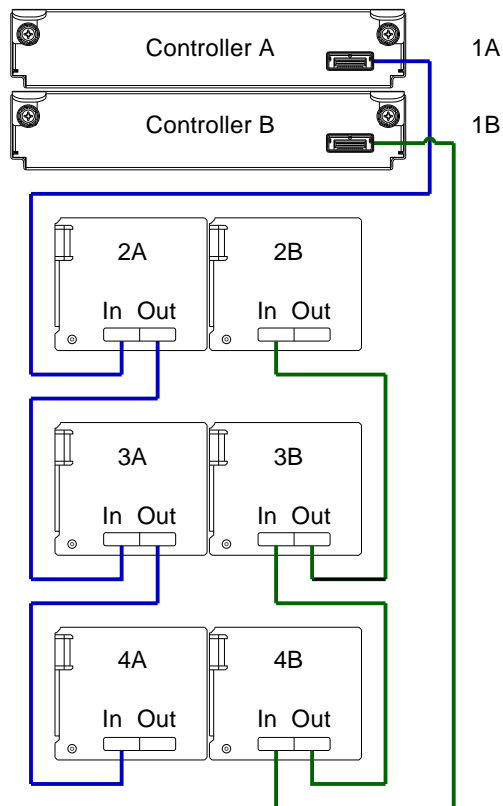 Controller A 1A
Controller B 1B
2A 2B
In Out In Out
3A 3B
In Out In Out
4A 4B
In Out In Out